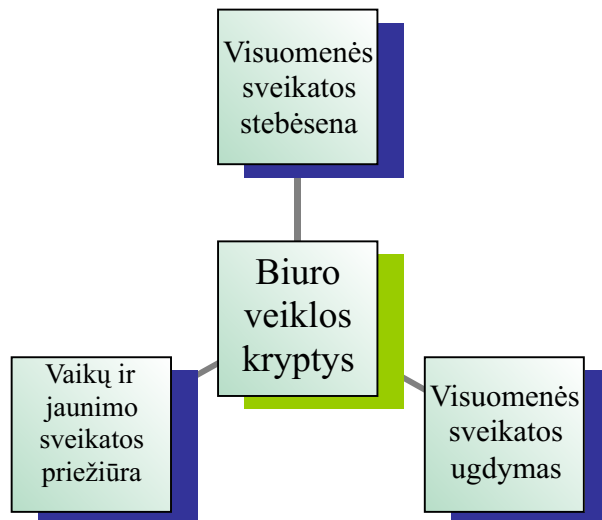 Visuomenės
sveikatos
stebėsena
Biuro
veiklos
kryptys
Vaikų ir
jaunimo
sveikatos
priežiūra
Visuomenės
sveikatos
ugdymas